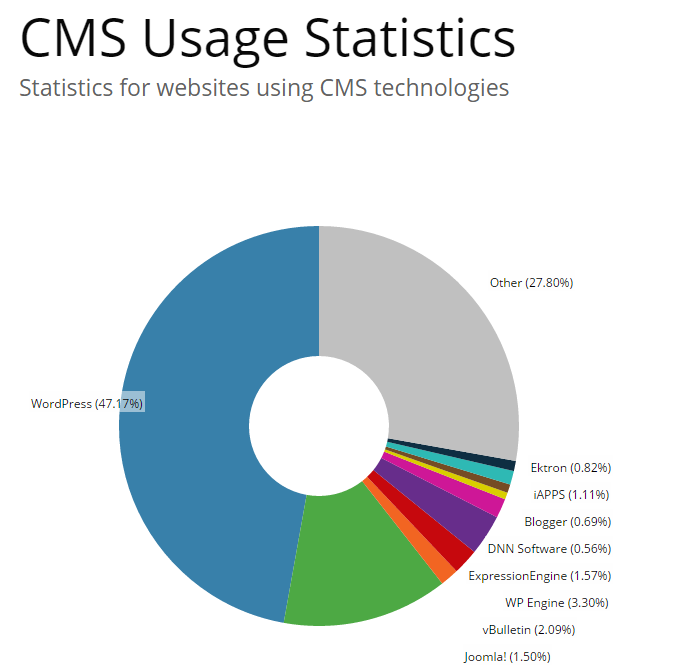 CMS Usage Statistics
Statistics for websites using CMS technologies
Other (27.80%)
WordPress (47.17%)
Ektron (0.82%)
iAPPS (1.11%)
Blogger (0.69%)
DNN Software (0.56%)
ExpressionEngine (1.57%)
WP Engine (3.30%)
vBulletin (2.09%)
Joomla! (1.50%)